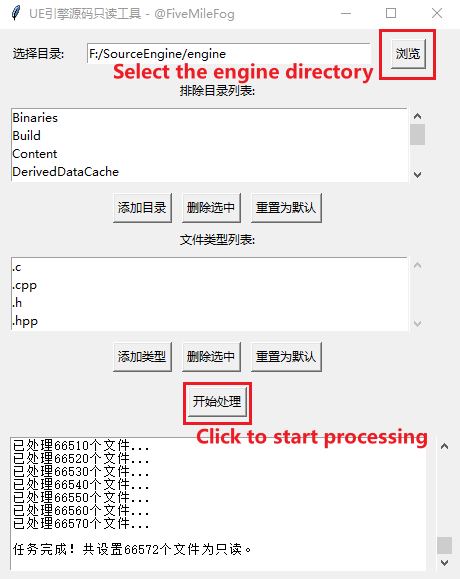 UE引擎源码只读工具 - @FiveMileFog
选择目录: F:/SourceEngine/engine 浏览
Select the engine directory
排除目录列表:
Binaries
Build
Content
DerivedDataCache
添加目录 删除选中 重置为默认
文件类型列表:
.c
.cpp
.h
.hpp
添加类型 删除选中 重置为默认
开始处理
Click to start processing
已处理66510个文件...
已处理66520个文件...
已处理66530个文件...
已处理66540个文件...
已处理66550个文件...
已处理66560个文件...
已处理66570个文件...
任务完成！共设置66572个文件为只读。